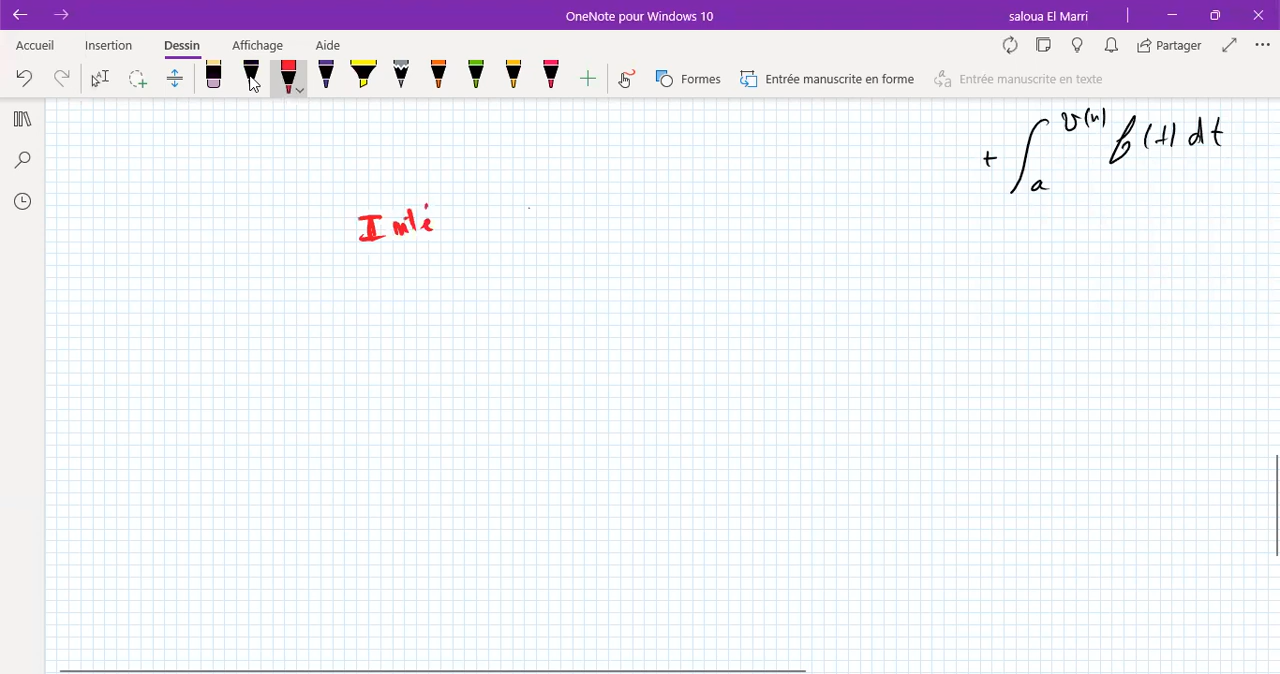 OneNote pour Windows 10
saloua El Marri
Accueil Insertion Dessin Affichage Aide
Partager
Formes
Entrée manuscrite en forme
Entrée manuscrite en texte
+ ∫ₐ^v(x) f(t) dt
Inté